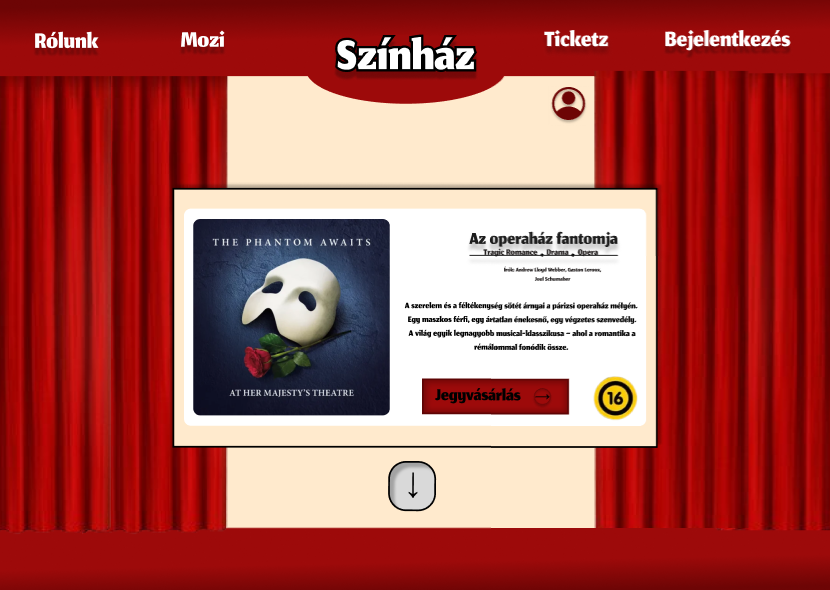 Rólunk
Mozi
Színház
Ticketz
Bejelentkezés
THE PHANTOM AWAITS
AT HER MAJESTY'S THEATRE
Az operaház fantomja
Tragic Romance • Drama • Opera
Írók: Andrew Lloyd Webber, Gaston Leroux,
Joel Schumaher
A szerelem és a féltékenység sötét árnyai a párizsi operaház mélyén.
Egy maszkos férfi, egy ártatlan énekesnő, egy végzetes szenvedély.
A világ egyik legnagyobb musical-klasszikusa – ahol a romantika a
rémálommal fonódik össze.
Jegyvásárlás →
16
↓